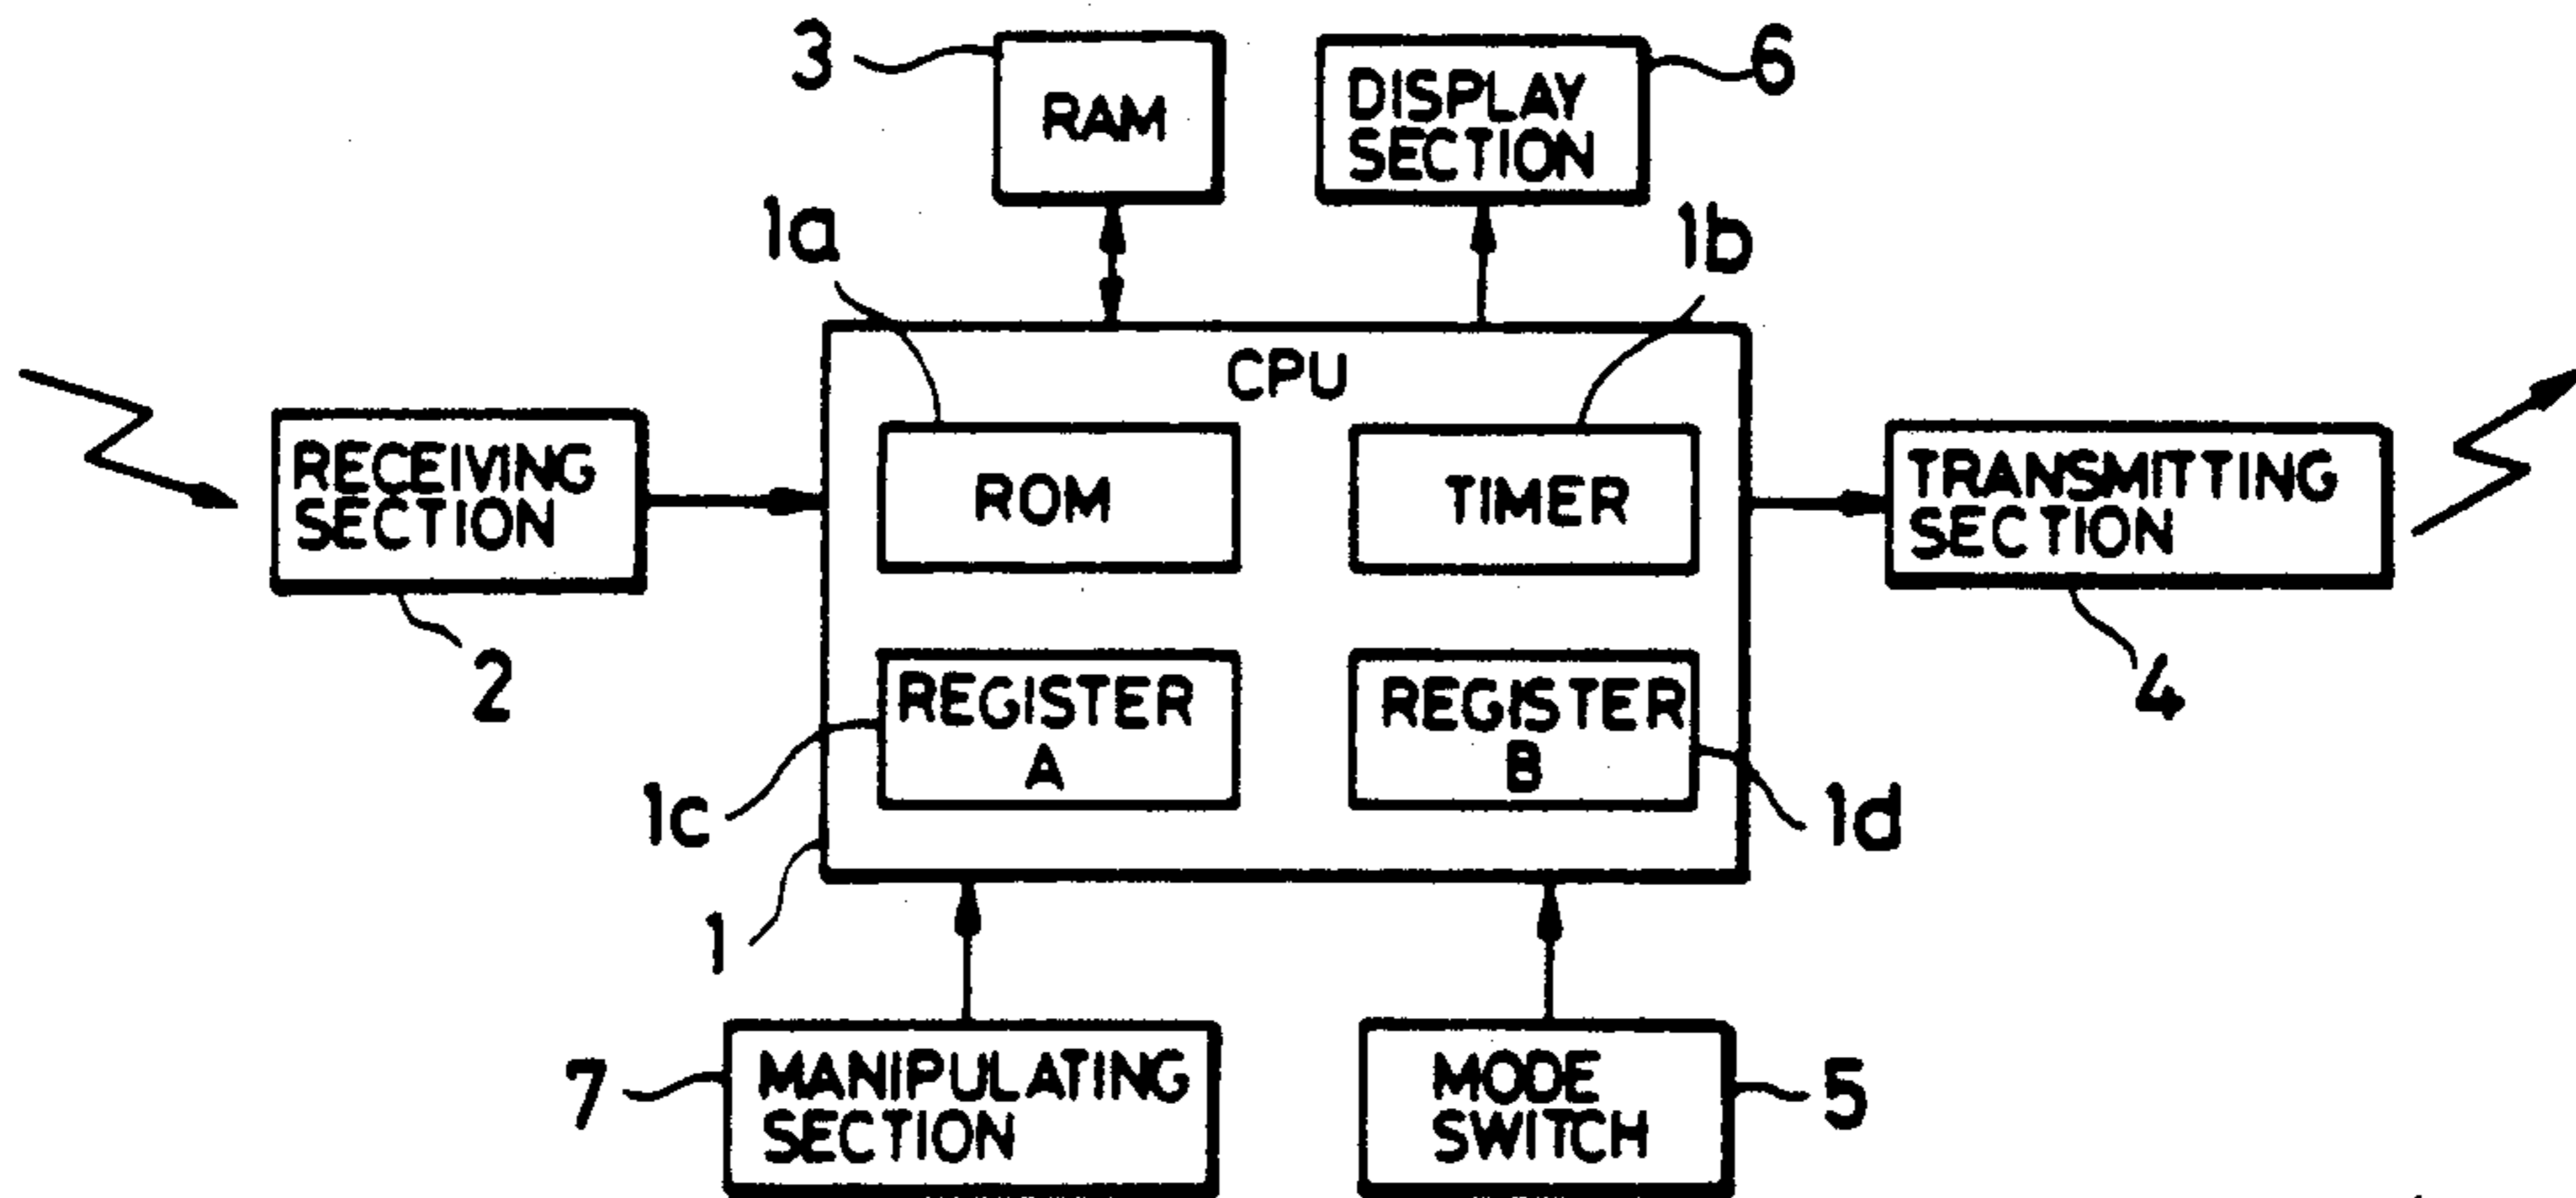 3
RAM
DISPLAY
SECTION
6
1a
1b
CPU
RECEIVING
SECTION
2
ROM
TIMER
TRANSMITTING
SECTION
4
REGISTER
A
REGISTER
B
1c
1d
1
7
MANIPULATING
SECTION
MODE
SWITCH
5